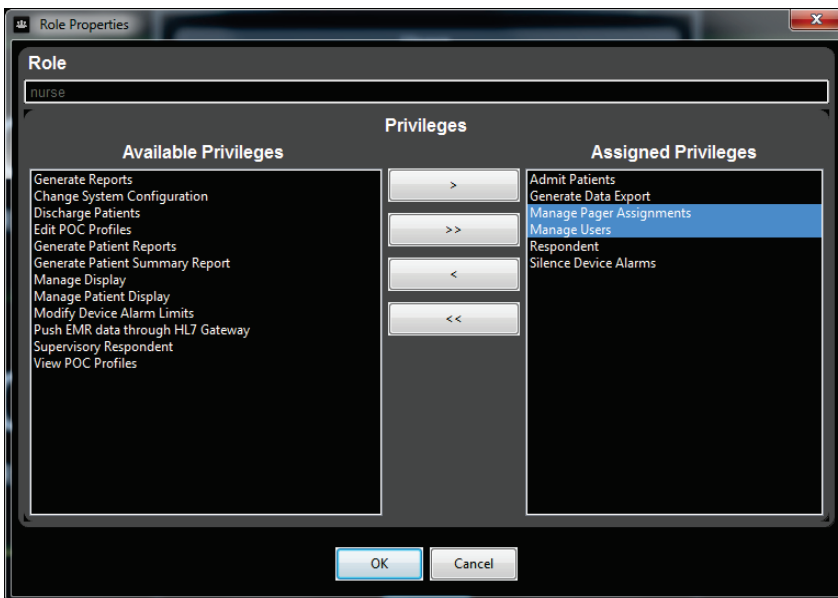 Role Properties
Role
nurse
Privileges
Available Privileges
Generate Reports
Change System Configuration
Discharge Patients
Edit POC Profiles
Generate Patient Reports
Generate Patient Summary Report
Manage Display
Manage Patient Display
Modify Device Alarm Limits
Push EMR data through HL7 Gateway
Supervisory Respondent
View POC Profiles
>
>>
<
<<
Assigned Privileges
Admit Patients
Generate Data Export
Manage Pager Assignments
Manage Users
Respondent
Silence Device Alarms
OK
Cancel